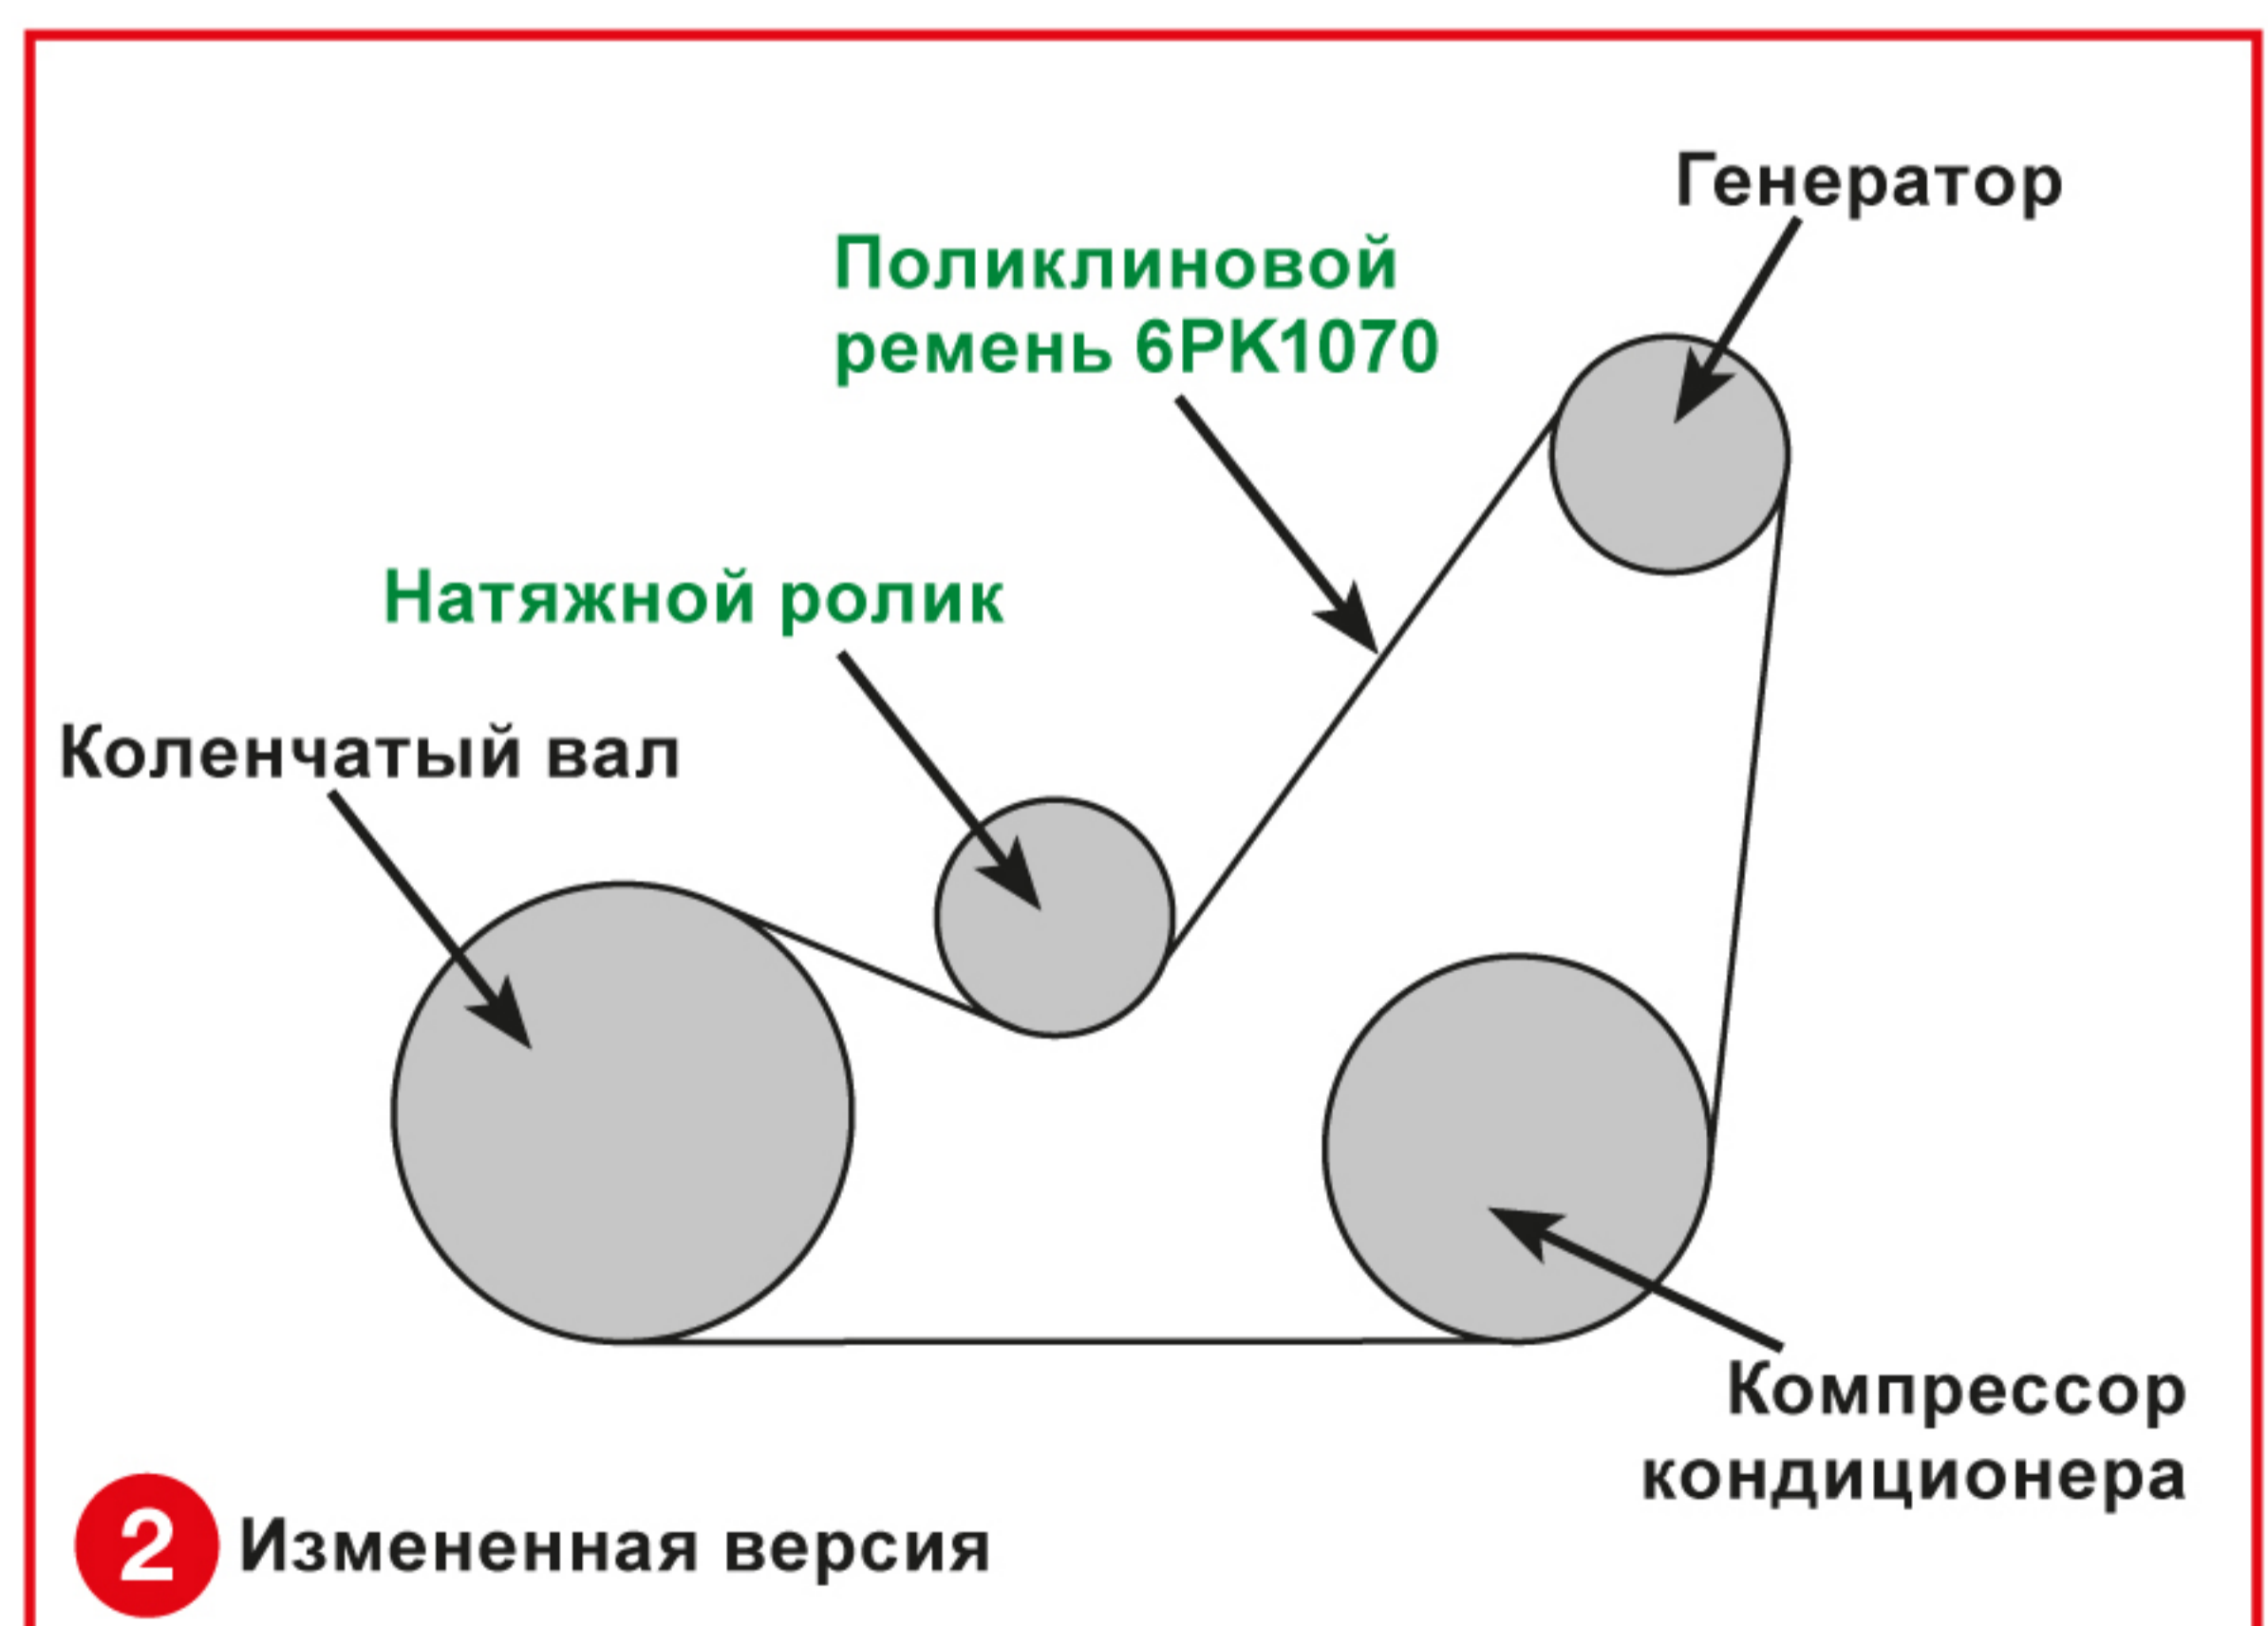 Генератор
Поликлиновой
ремень 6PK1070
Натяжной ролик
Коленчатый вал
Компрессор
кондиционера
2 Измененная версия